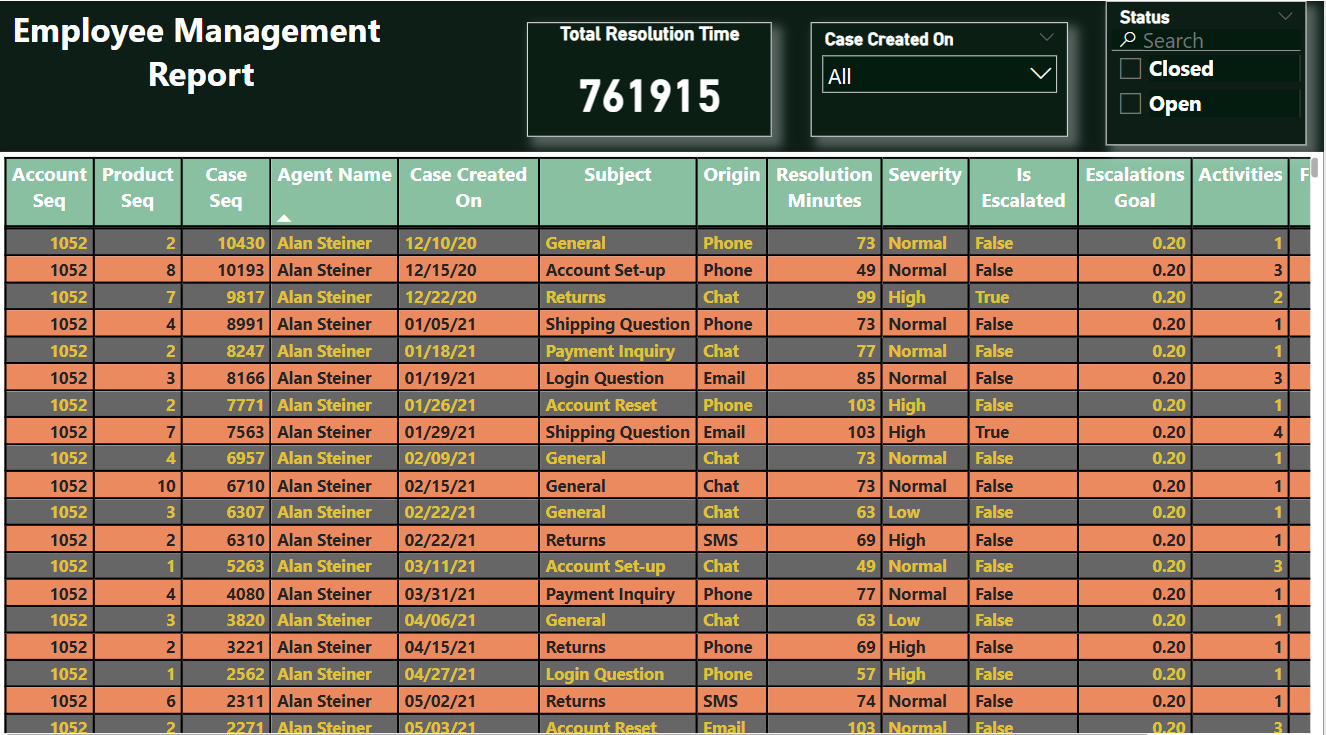 Employee Management
Report
Total Resolution Time
761915
Case Created On
All
Status
Search
Closed
Open
Account Seq Product Seq Case Seq Agent Name Case Created On Subject Origin Resolution Minutes Severity Is Escalated Escalations Goal Activities F
1052 2 10430 Alan Steiner 12/10/20 General Phone 73 Normal False 0.20 1
1052 8 10193 Alan Steiner 12/15/20 Account Set-up Phone 49 Normal False 0.20 3
1052 7 9817 Alan Steiner 12/22/20 Returns Chat 99 High True 0.20 2
1052 4 8991 Alan Steiner 01/05/21 Shipping Question Phone 73 Normal False 0.20 1
1052 2 8247 Alan Steiner 01/18/21 Payment Inquiry Chat 77 Normal False 0.20 1
1052 3 8166 Alan Steiner 01/19/21 Login Question Email 85 Normal False 0.20 3
1052 2 7771 Alan Steiner 01/26/21 Account Reset Phone 103 High False 0.20 1
1052 7 7563 Alan Steiner 01/29/21 Shipping Question Email 103 High True 0.20 4
1052 4 6957 Alan Steiner 02/09/21 General Chat 73 Normal False 0.20 1
1052 10 6710 Alan Steiner 02/15/21 General Chat 73 Normal False 0.20 1
1052 3 6307 Alan Steiner 02/22/21 General Chat 63 Low False 0.20 1
1052 2 6310 Alan Steiner 02/22/21 Returns SMS 69 High False 0.20 1
1052 1 5263 Alan Steiner 03/11/21 Account Set-up Chat 49 Normal False 0.20 3
1052 4 4080 Alan Steiner 03/31/21 Payment Inquiry Phone 77 Normal False 0.20 1
1052 3 3820 Alan Steiner 04/06/21 General Chat 63 Low False 0.20 1
1052 2 3221 Alan Steiner 04/15/21 Returns Phone 69 High False 0.20 1
1052 1 2562 Alan Steiner 04/27/21 Login Question Phone 57 High False 0.20 1
1052 6 2311 Alan Steiner 05/02/21 Returns SMS 74 Normal False 0.20 1
1052 2 2271 Alan Steiner 05/03/21 Account Reset Email 103 Normal False 0.20 3